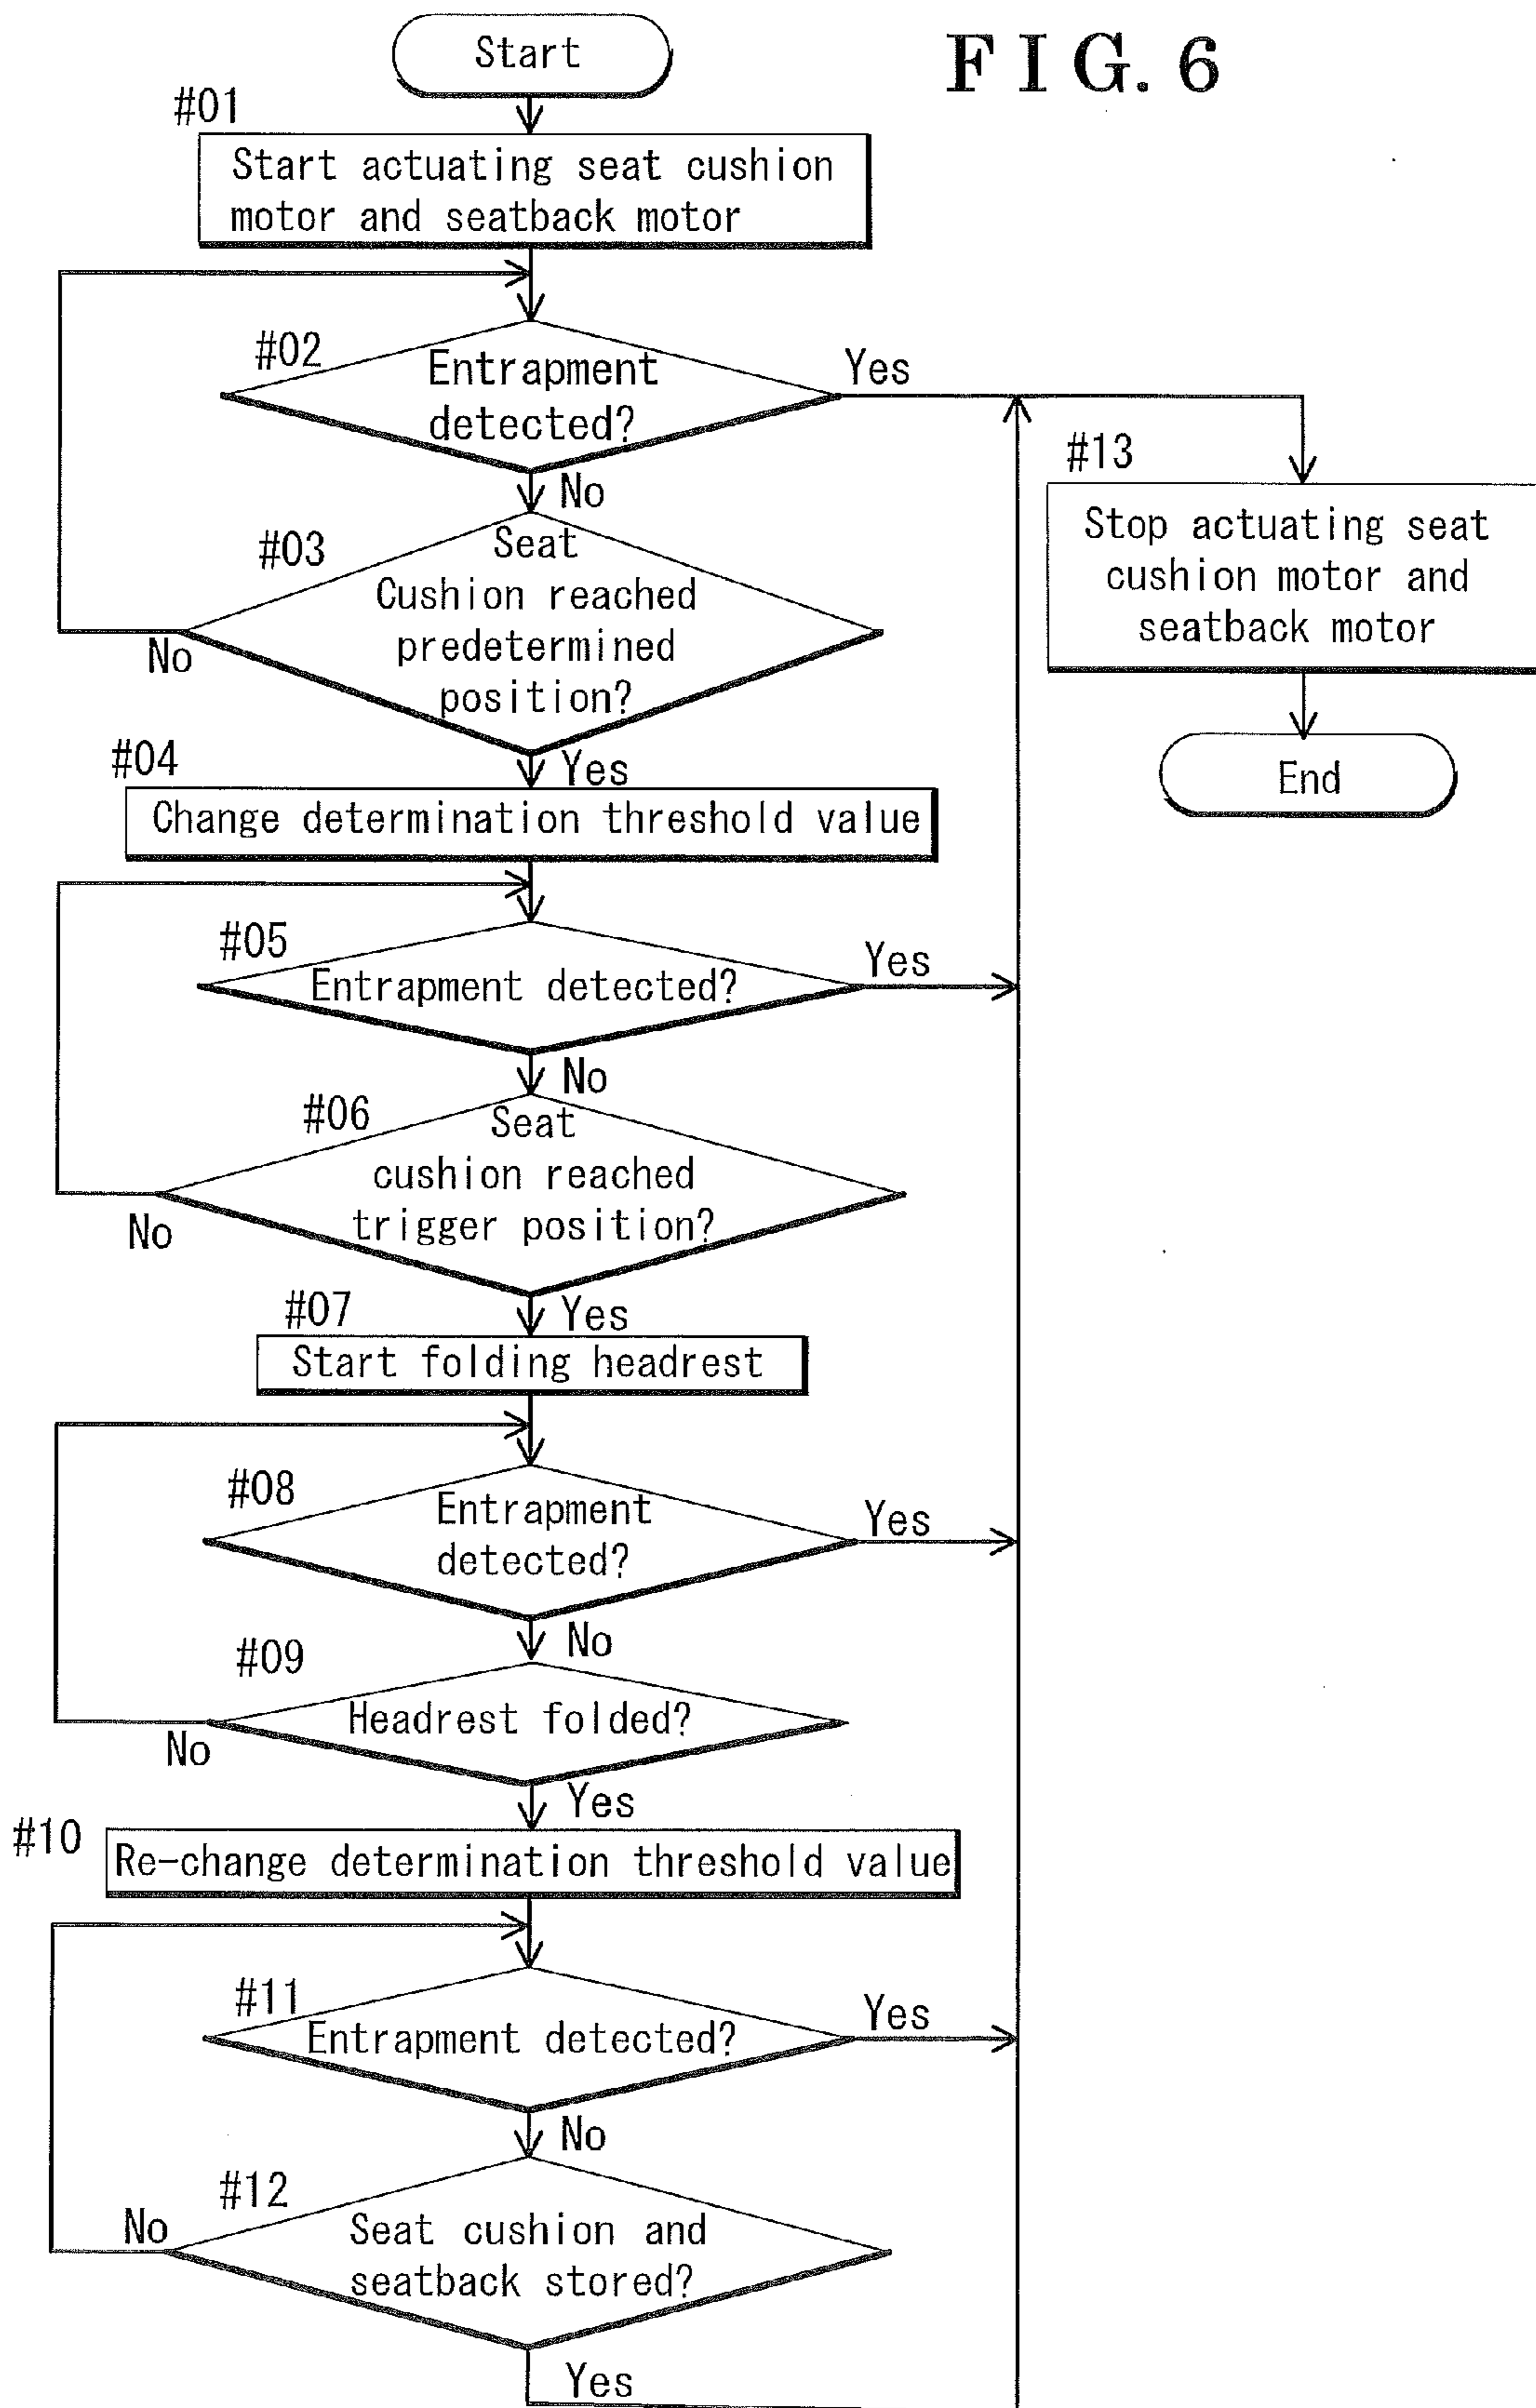 Start
FIG. 6
#01
Start actuating seat cushion
motor and seatback motor
#02
Entrapment
detected?
Yes
No
#13
Stop actuating seat
cushion motor and
seatback motor
End
#03
Seat
Cushion reached
predetermined
position?
No
Yes
#04
Change determination threshold value
#05
Entrapment detected?
Yes
No
#06
Seat
cushion reached
trigger position?
No
Yes
#07
Start folding headrest
#08
Entrapment
detected?
Yes
No
#09
Headrest folded?
No
Yes
#10
Re-change determination threshold value
#11
Entrapment detected?
Yes
No
#12
Seat cushion and
seatback stored?
No
Yes